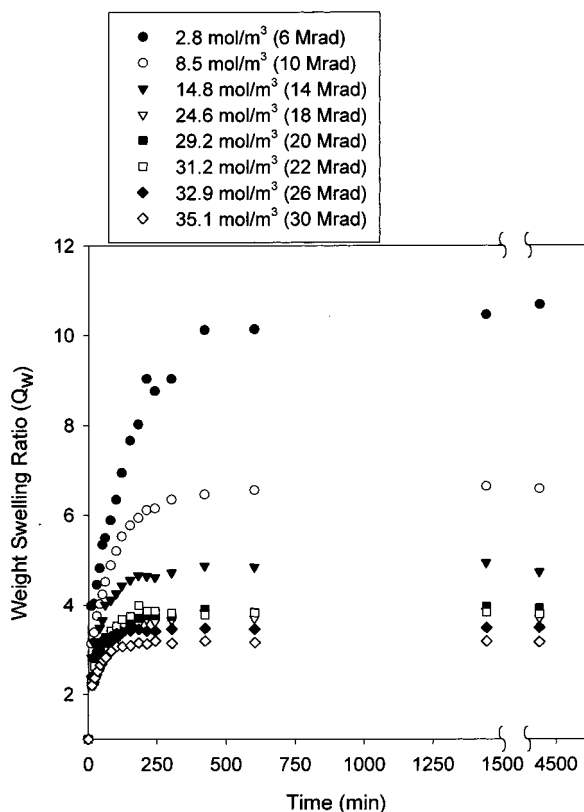 2.8 mol/m³ (6 Mrad)
8.5 mol/m³ (10 Mrad)
14.8 mol/m³ (14 Mrad)
24.6 mol/m³ (18 Mrad)
29.2 mol/m³ (20 Mrad)
31.2 mol/m³ (22 Mrad)
32.9 mol/m³ (26 Mrad)
35.1 mol/m³ (30 Mrad)
12
10
8
6
4
2
Weight Swelling Ratio (Qw)
0 250 500 750 1000 1250 1500 4500
Time (min)